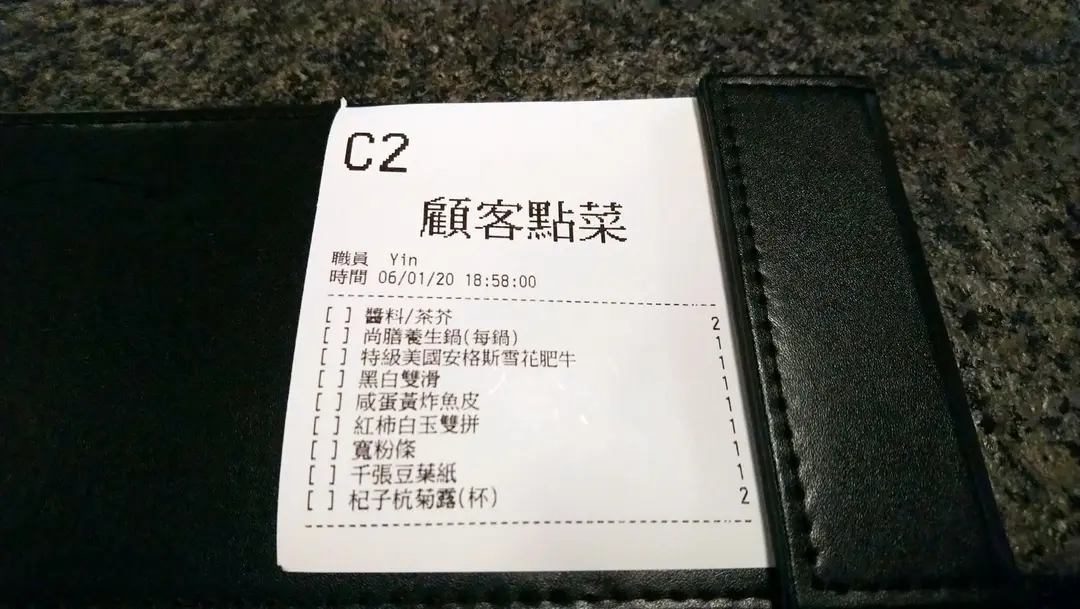 C2
顧客點菜
職員 Yin
時間 06/01/20 18:58:00
[ ] 醬料/茶芥 2
[ ] 尚膳養生鍋(每鍋) 1
[ ] 特級美國安格斯雪花肥牛 1
[ ] 黑白雙滑 1
[ ] 咸蛋黃炸魚皮 1
[ ] 紅柿白玉雙拼 1
[ ] 寬粉條 1
[ ] 千張豆葉紙 1
[ ] 杞子杭菊露(杯) 2